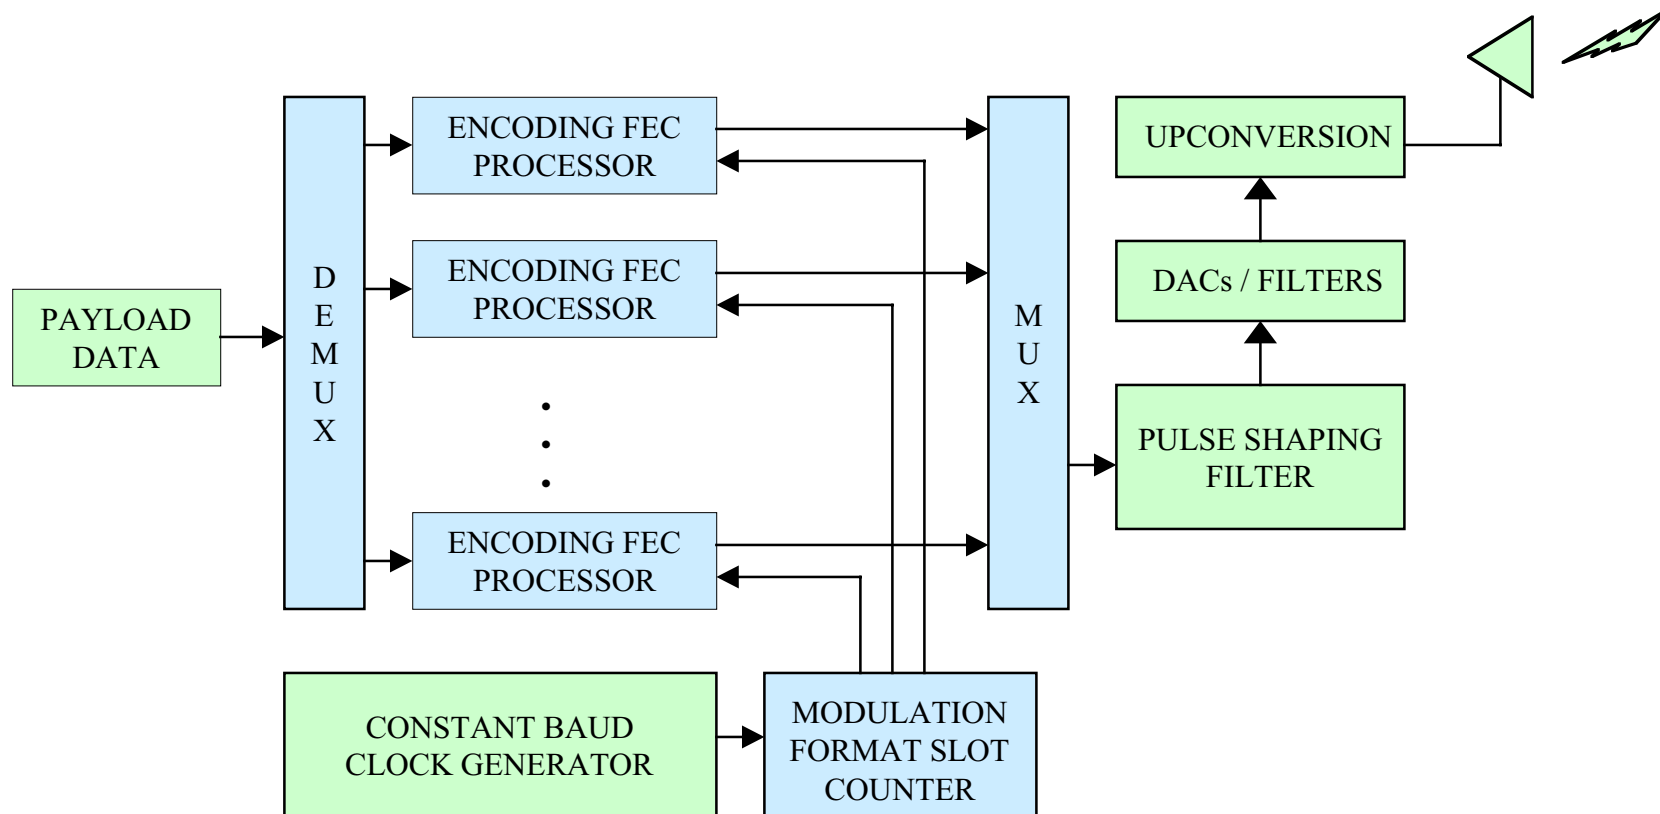 ENCODING FEC
PROCESSOR
UPCONVERSION
ENCODING FEC
PROCESSOR
DACs / FILTERS
PAYLOAD
DATA
D
E
M
U
X
M
U
X
PULSE SHAPING
FILTER
ENCODING FEC
PROCESSOR
CONSTANT BAUD
CLOCK GENERATOR
MODULATION
FORMAT SLOT
COUNTER